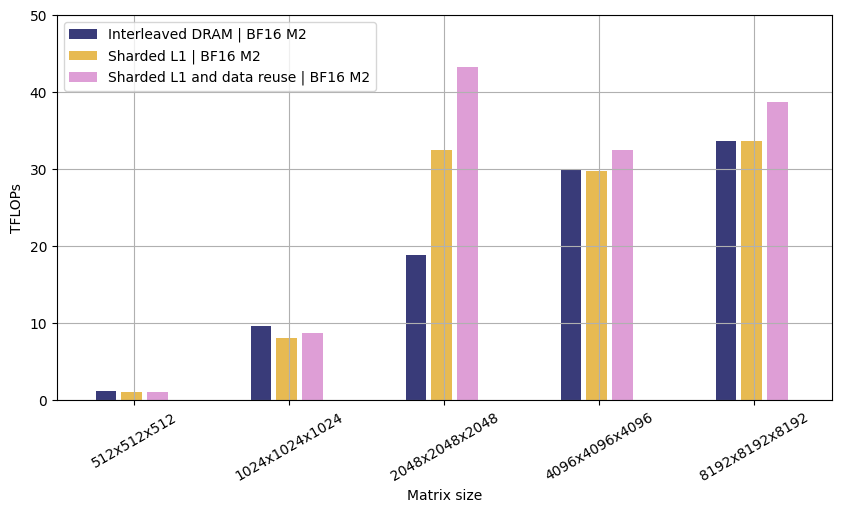 50
40
30
20
10
0
TFLOPs
Interleaved DRAM | BF16 M2
Sharded L1 | BF16 M2
Sharded L1 and data reuse | BF16 M2
512x512x512
1024x1024x1024
2048x2048x2048
4096x4096x4096
8192x8192x8192
Matrix size